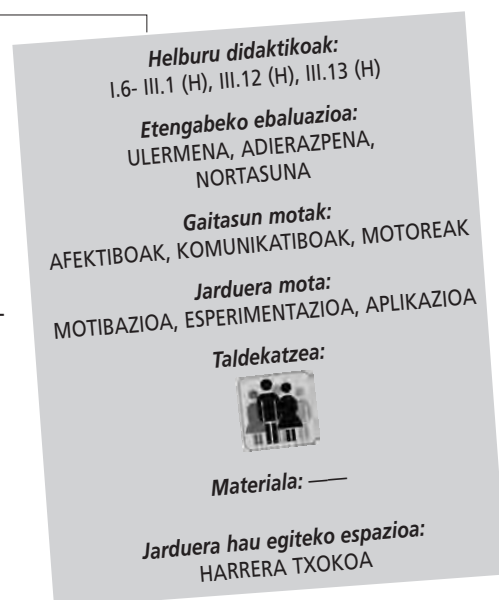 Helburu didaktikoak:
I.6- III.1 (H), III.12 (H), III.13 (H)
Etengabeko ebaluazioa:
ULERMENA, ADIERAZPENA,
NORTASUNA
Gaitasun motak:
AFEKTIBOAK, KOMUNIKATIBOAK, MOTOREAK
Jarduera mota:
MOTIBAZIOA, ESPERIMENTAZIOA, APLIKAZIOA
Taldekatzea:
Materiala: ——
Jarduera hau egiteko espazioa:
HARRERA TXOKOA